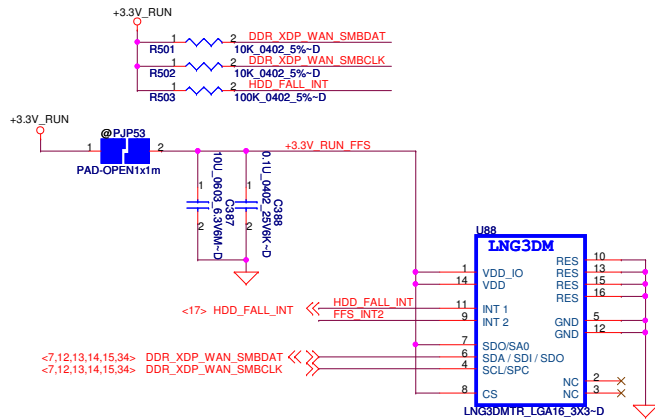 +3.3V_RUN
1 2 DDR_XDP_WAN_SMBDAT
R501 10K_0402_5%~D
1 2 DDR_XDP_WAN_SMBCLK
R502 10K_0402_5%~D
1 2 HDD_FALL_INT
R503 100K_0402_5%~D
+3.3V_RUN
@PJP53
1 2
PAD-OPEN1x1m
+3.3V_RUN_FFS
1 2
10U_0603_6.3V6M~D
C387
1 2
0.1U_0402_25V6K~D
C388
U88
LNG3DM
1 VDD_IO
14 VDD
11 INT 1
9 INT 2
7 SDO/SA0
6 SDA / SDI / SDO
4 SCL/SPC
8 CS
RES 10
RES 13
RES 15
RES 16
GND 5
GND 12
NC 2
NC 3
<17> HDD_FALL_INT
HDD_FALL_INT
FFS_INT2
<7,12,13,14,15,34> DDR_XDP_WAN_SMBDAT
<7,12,13,14,15,34> DDR_XDP_WAN_SMBCLK
LNG3DMTR_LGA16_3X3~D